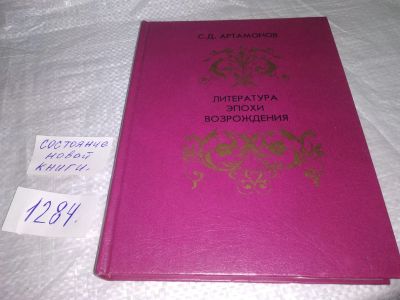 С.Д. АРТАМОНОВ
ЛИТЕРАТУРА
ЭПОХИ
ВОЗРОЖДЕНИЯ
СОСТОЯНИЕ
НОВОЙ
КНИГИ.
1284.